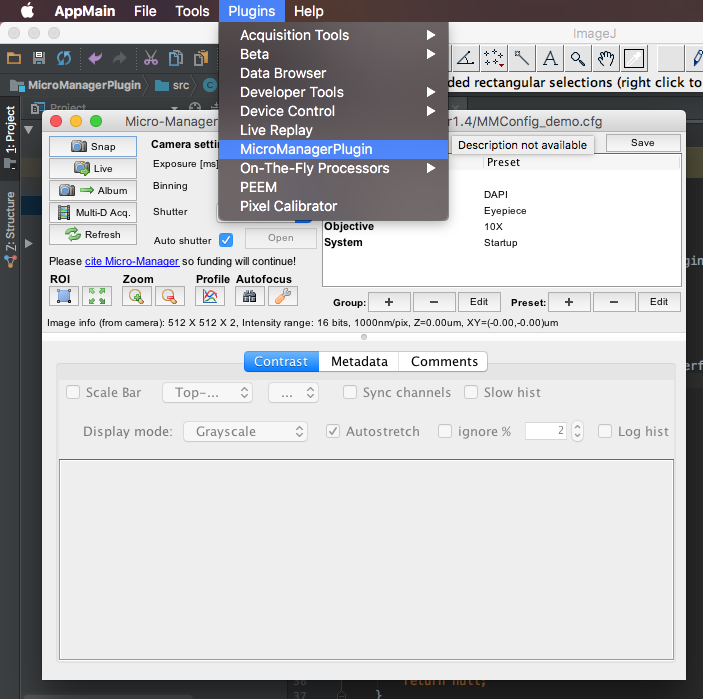 AppMain File Tools Plugins Help
Acquisition Tools
Beta
Data Browser
Developer Tools
Device Control
Live Replay
MicroManagerPlugin
On-The-Fly Processors
PEEM
Pixel Calibrator
ImageJ
MicroManagerPlugin src C
ded rectangular selections (right click to
1: Project
Project
Z: Structure
Micro-Manager
r1.4/MMConfig_demo.cfg
Snap
Live
Album
Multi-D Acq.
Refresh
Camera setti
Exposure [ms]
Binning
Shutter
Auto shutter Open
Description not available
Save
Preset
DAPI
Eyepiece
Objective 10X
System Startup
Please cite Micro-Manager so funding will continue!
ROI Zoom Profile Autofocus
Group: + − Edit Preset: + − Edit
Image info (from camera): 512 X 512 X 2, Intensity range: 16 bits, 1000nm/pix, Z=0.00um, XY=(-0.00,-0.00)um
Contrast Metadata Comments
Scale Bar Top-... ... Sync channels Slow hist
Display mode: Grayscale Autostretch ignore % 2 Log hist
gin
erf
36 return null;
37 }